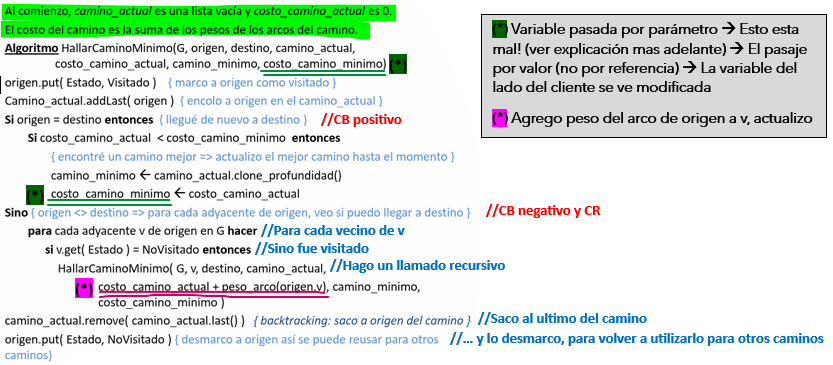 Al comienzo, camino_actual es una lista vacía y costo_camino_actual es 0.
El costo del camino es la suma de los pesos de los arcos del camino.
Algoritmo HallarCaminoMinimo(G, origen, destino, camino_actual,
costo_camino_actual, camino_minimo, costo_camino_minimo) (*)
origen.put( Estado, Visitado ) { marco a origen como visitado }
Camino_actual.addLast( origen ) { encolo a origen en el camino_actual }
Si origen = destino entonces { llegué de nuevo a destino } //CB positivo
Si costo_camino_actual < costo_camino_minimo entonces
{ encontré un camino mejor => actualizo el mejor camino hasta el momento }
camino_minimo ← camino_actual.clone_profundidad()
(*) costo_camino_minimo ← costo_camino_actual
Sino { origen <> destino => para cada adyacente de origen, veo si puedo llegar a destino } //CB negativo y CR
para cada adyacente v de origen en G hacer //Para cada vecino de v
si v.get( Estado ) = NoVisitado entonces //Sino fue visitado
HallarCaminoMinimo( G, v, destino, camino_actual, //Hago un llamado recursivo
(*) costo_camino_actual + peso_arco(origen,v), camino_minimo,
costo_camino_minimo )
camino_actual.remove( camino_actual.last() ) { backtracking: saco a origen del camino } //Saco al ultimo del camino
origen.put( Estado, NoVisitado ) { desmarco a origen así se puede reusar para otros //... y lo desmarco, para volver a utilizarlo para otros caminos
caminos}
(*) Variable pasada por parámetro → Esto esta
mal! (ver explicación mas adelante) → El pasaje
por valor (no por referencia) → La variable del
lado del cliente se ve modificada
(*) Agrego peso del arco de origen a v, actualizo